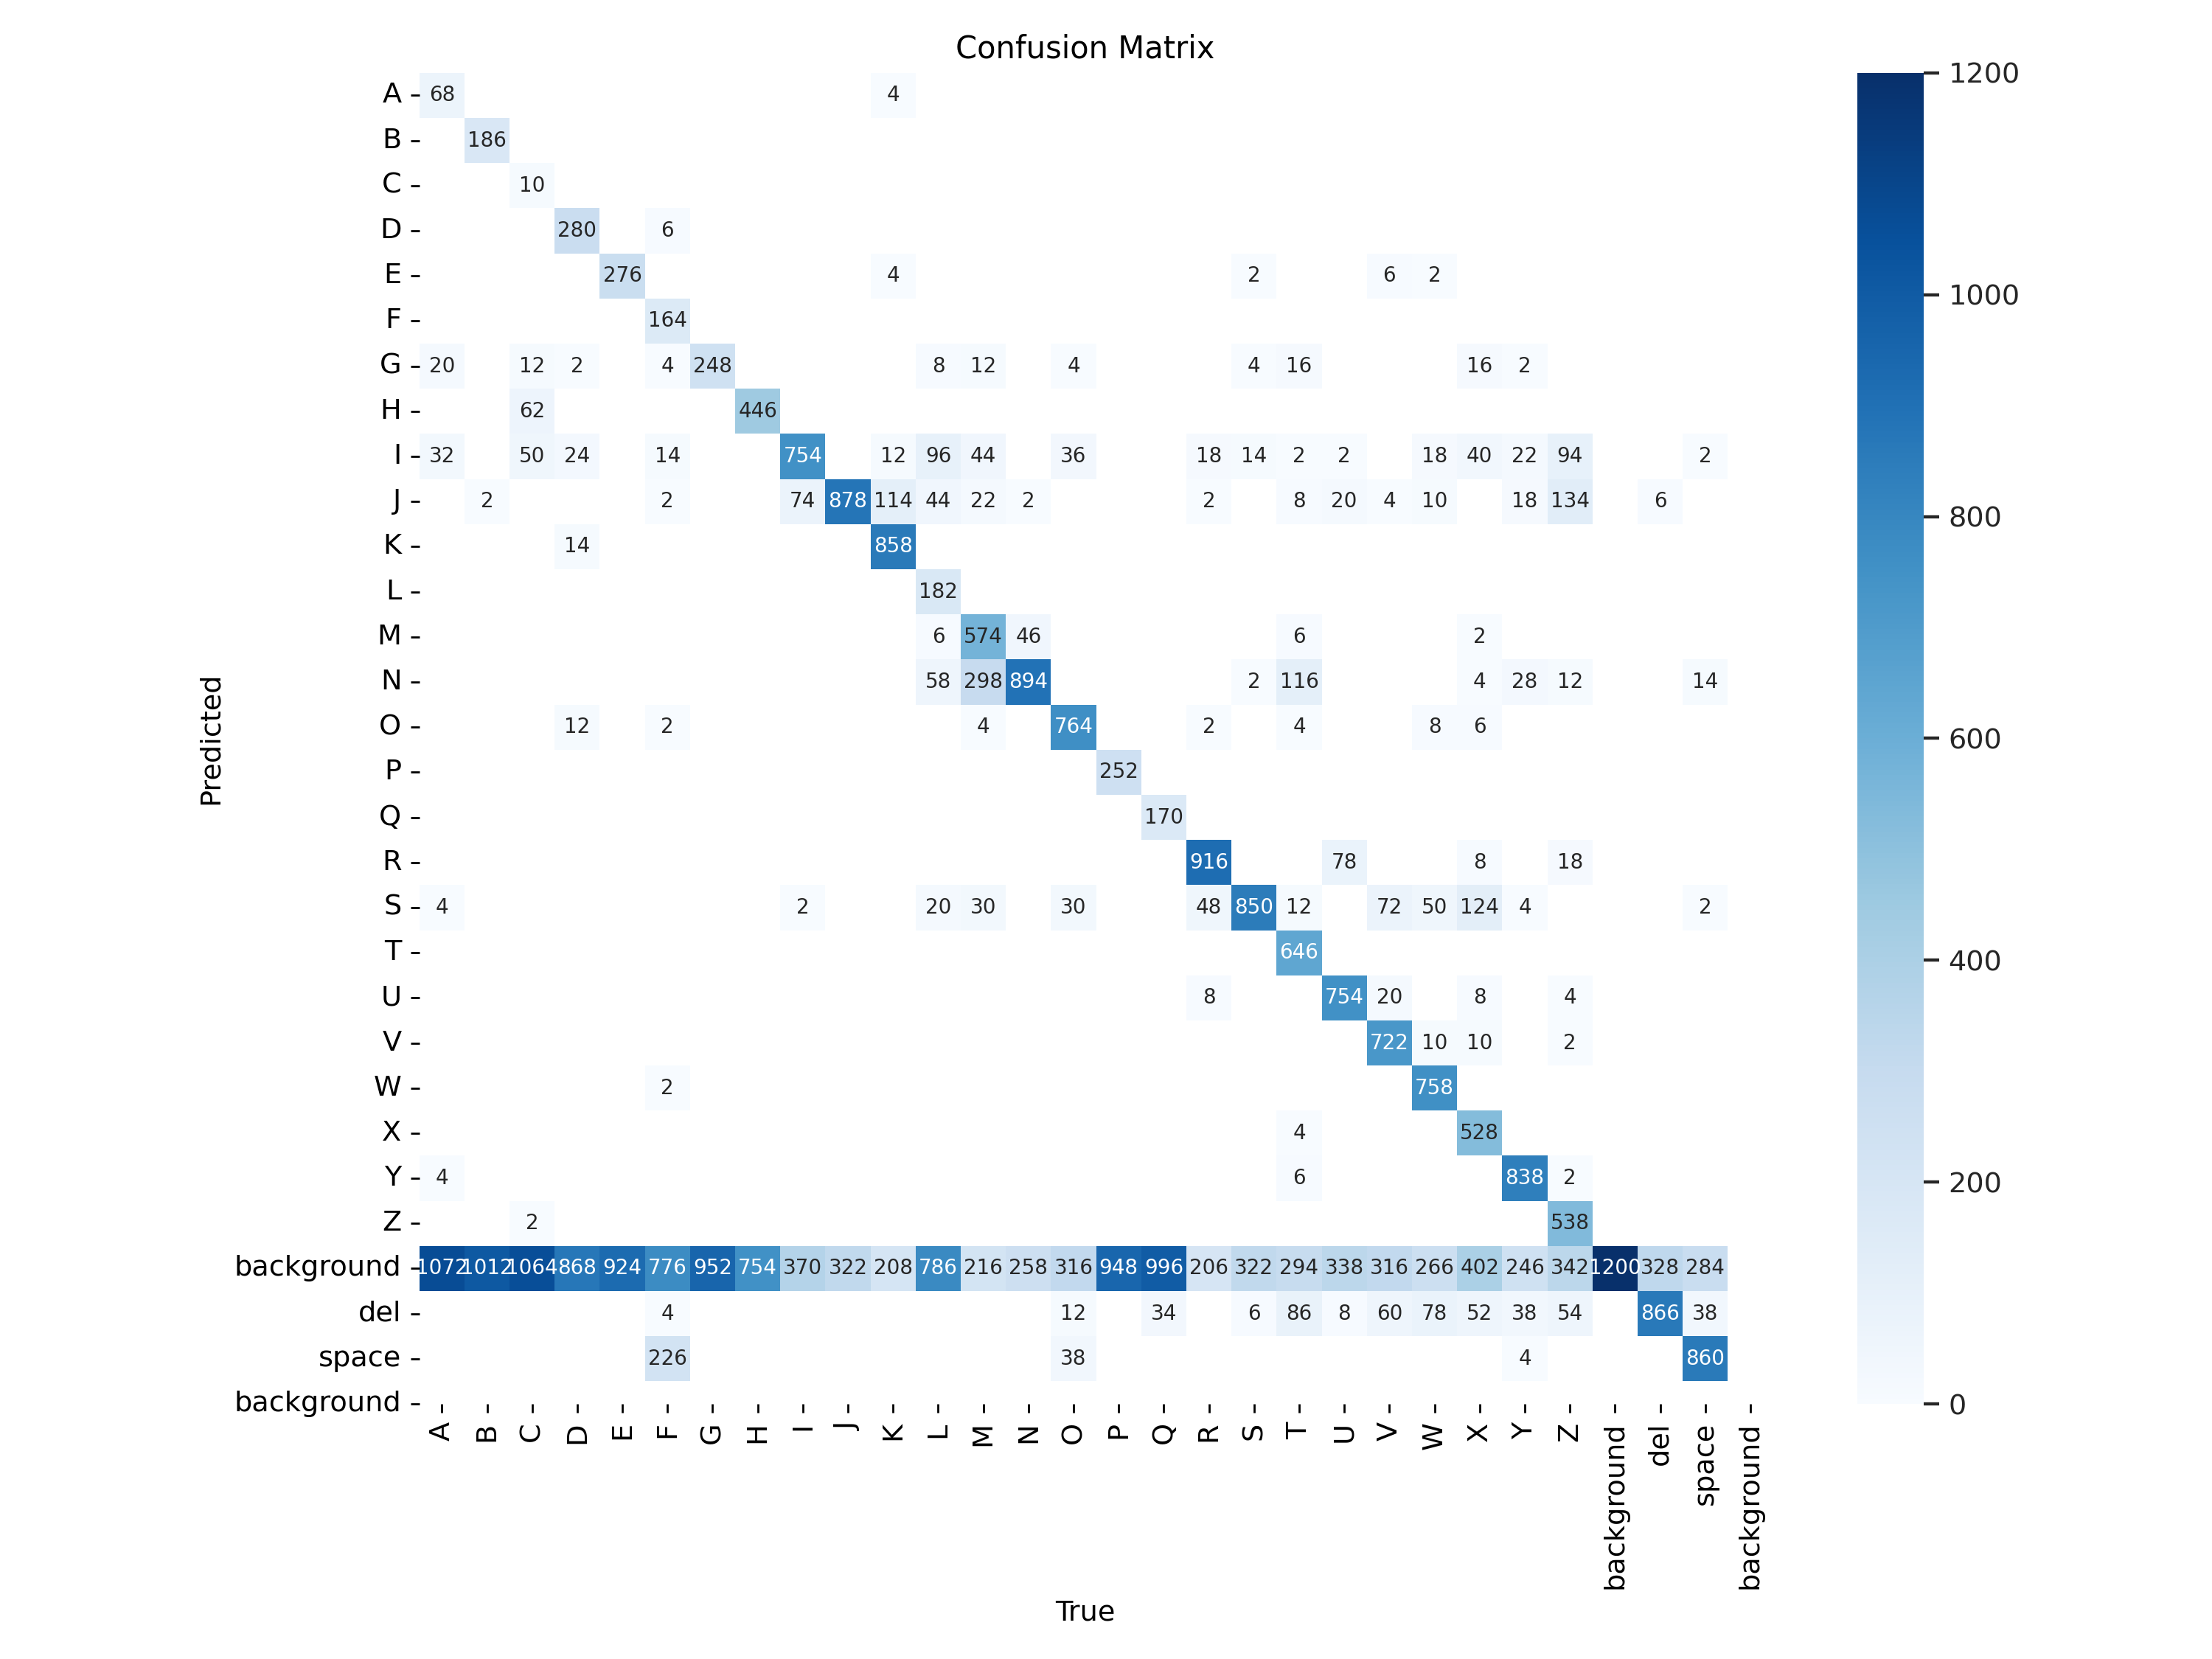 Confusion Matrix
A 68 4
B 186
C 10
D 280 6
E 276 4 2 6 2
F 164
G 20 12 2 4 248 8 12 4 4 16 16 2
H 62 446
I 32 50 24 14 754 12 96 44 36 18 14 2 2 18 40 22 94 2
J 2 2 74 878 114 44 22 2 2 8 20 4 10 18 134 6
K 14 858
L 182
M 6 574 46 6 2
N 58 298 894 2 116 4 28 12 14
O 12 2 4 764 2 4 8 6
P 252
Q 170
R 916 78 8 18
S 4 2 20 30 30 48 850 12 72 50 124 4 2
T 646
U 8 754 20 8 4
V 722 10 10 2
W 2 758
X 4 528
Y 4 6 838 2
Z 2 538
background 1072 1012 1064 868 924 776 952 754 370 322 208 786 216 258 316 948 996 206 322 294 338 316 266 402 246 342 1200 328 284
del 4 12 34 6 86 8 60 78 52 38 54 866 38
space 226 38 4 860
background
A B C D E F G H I J K L M N O P Q R S T U V W X Y Z background del space background
True
Predicted
1200
1000
800
600
400
200
0